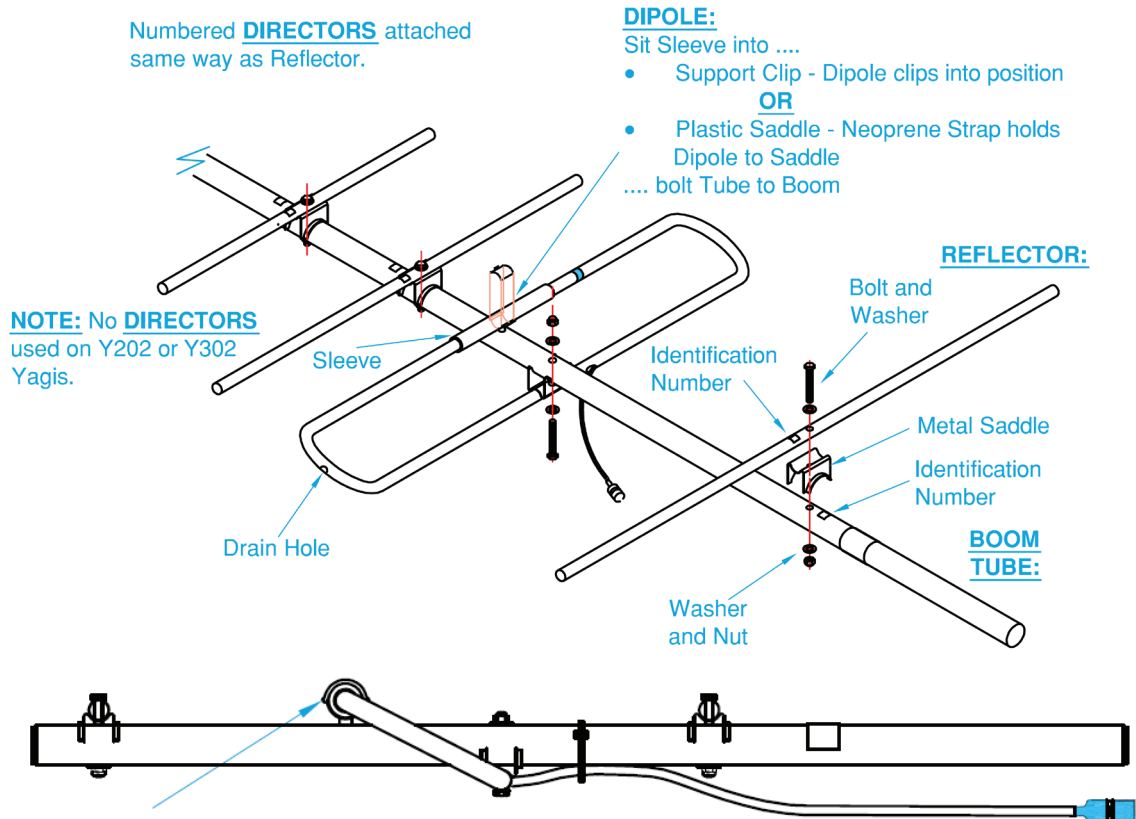 Numbered DIRECTORS attached
same way as Reflector.
DIPOLE:
Sit Sleeve into ....
• Support Clip - Dipole clips into position
OR
• Plastic Saddle - Neoprene Strap holds
Dipole to Saddle
.... bolt Tube to Boom
NOTE: No DIRECTORS
used on Y202 or Y302
Yagis.
Sleeve
Drain Hole
REFLECTOR:
Bolt and
Washer
Identification
Number
Metal Saddle
Identification
Number
BOOM
TUBE:
Washer
and Nut